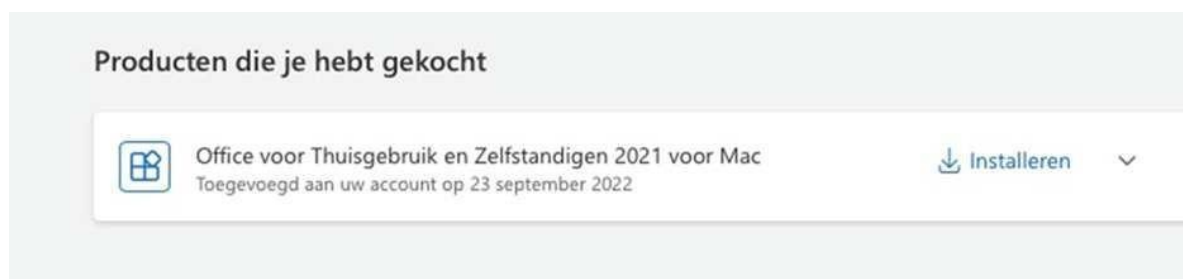 Producten die je hebt gekocht
Office voor Thuisgebruik en Zelfstandigen 2021 voor Mac
Installeren
Toegevoegd aan uw account op 23 september 2022